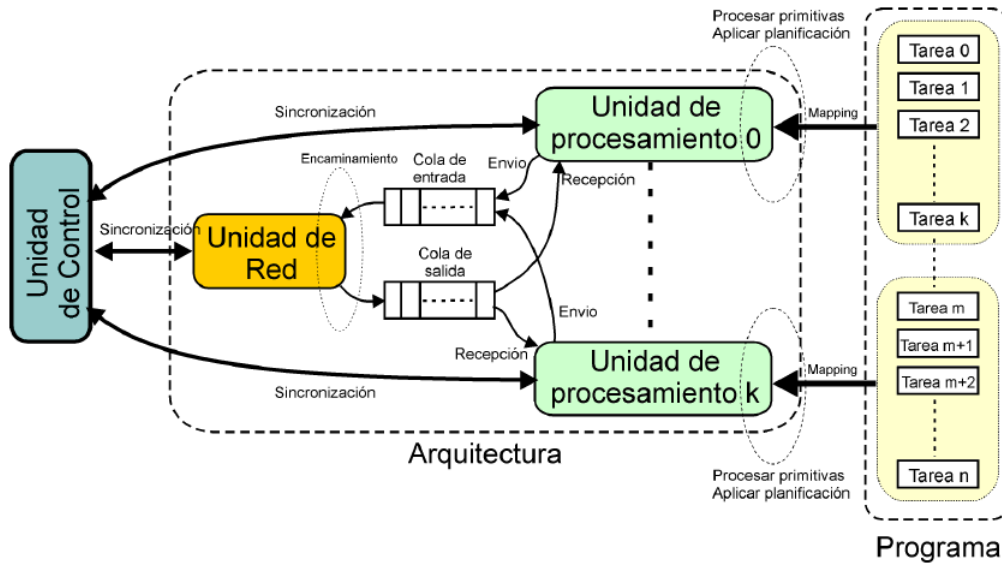 Procesar primitivas
Aplicar planificación
Tarea 0
Tarea 1
Tarea 2
Tarea k
Mapping
Unidad de
procesamiento 0
Sincronización
Encaminamiento
Cola de
entrada
Envio
Recepción
Unidad
de Control
Sincronización
Unidad de
Red
Cola de
salida
Envio
Recepción
Unidad de
procesamiento k
Sincronización
Mapping
Tarea m
Tarea m+1
Tarea m+2
Tarea n
Arquitectura
Procesar primitivas
Aplicar planificación
Programa